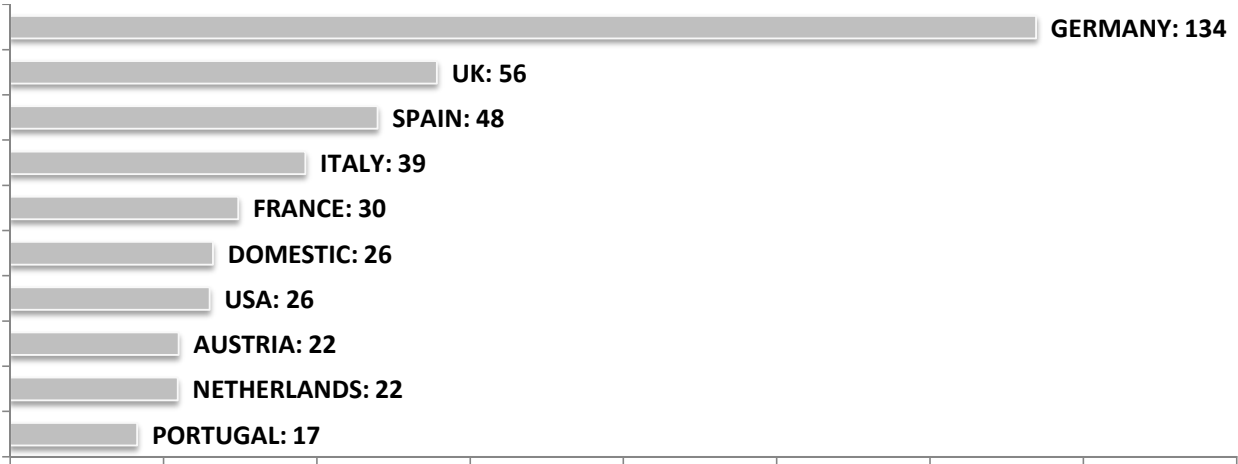 GERMANY: 134
UK: 56
SPAIN: 48
ITALY: 39
FRANCE: 30
DOMESTIC: 26
USA: 26
AUSTRIA: 22
NETHERLANDS: 22
PORTUGAL: 17